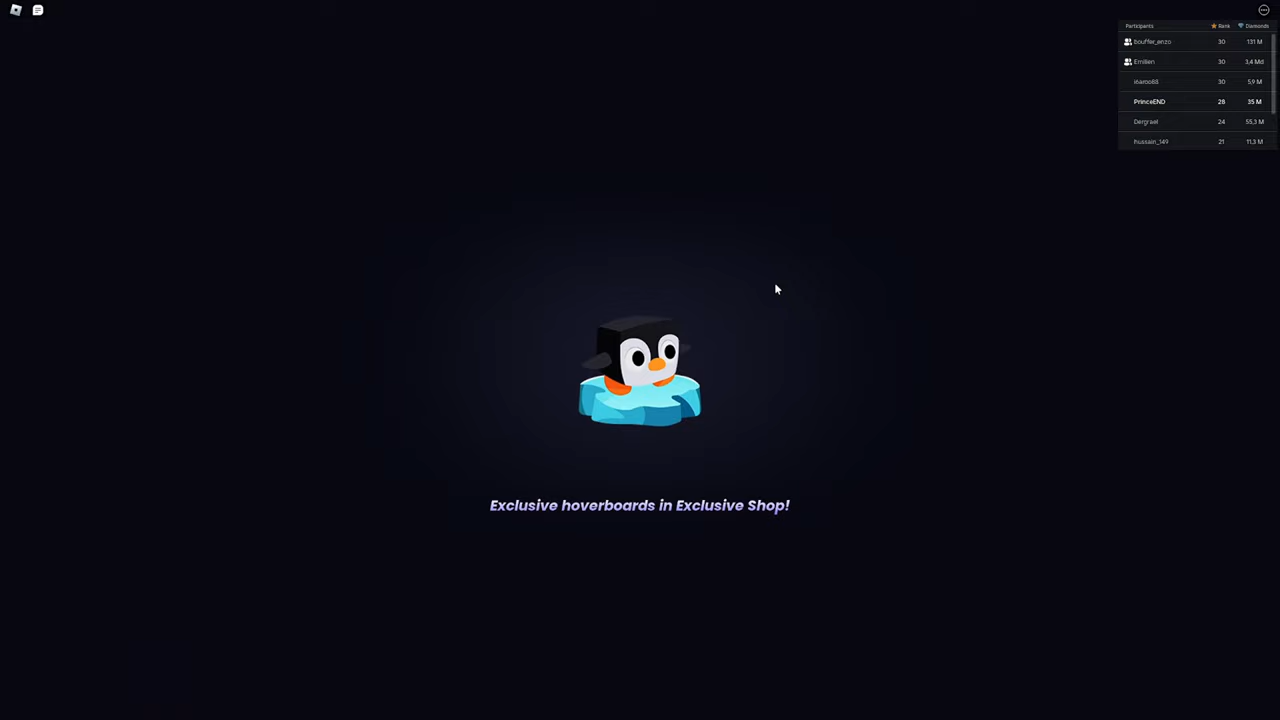 Participants Rank Diamonds
bouffer_enzo 30 131 M
Emilien 30 3,4 Md
30 5,9 M
PrinceEND 28 35 M
Dergrael 24 55,3 M
hussain_149 21 11,3 M
Exclusive hoverboards in Exclusive Shop!